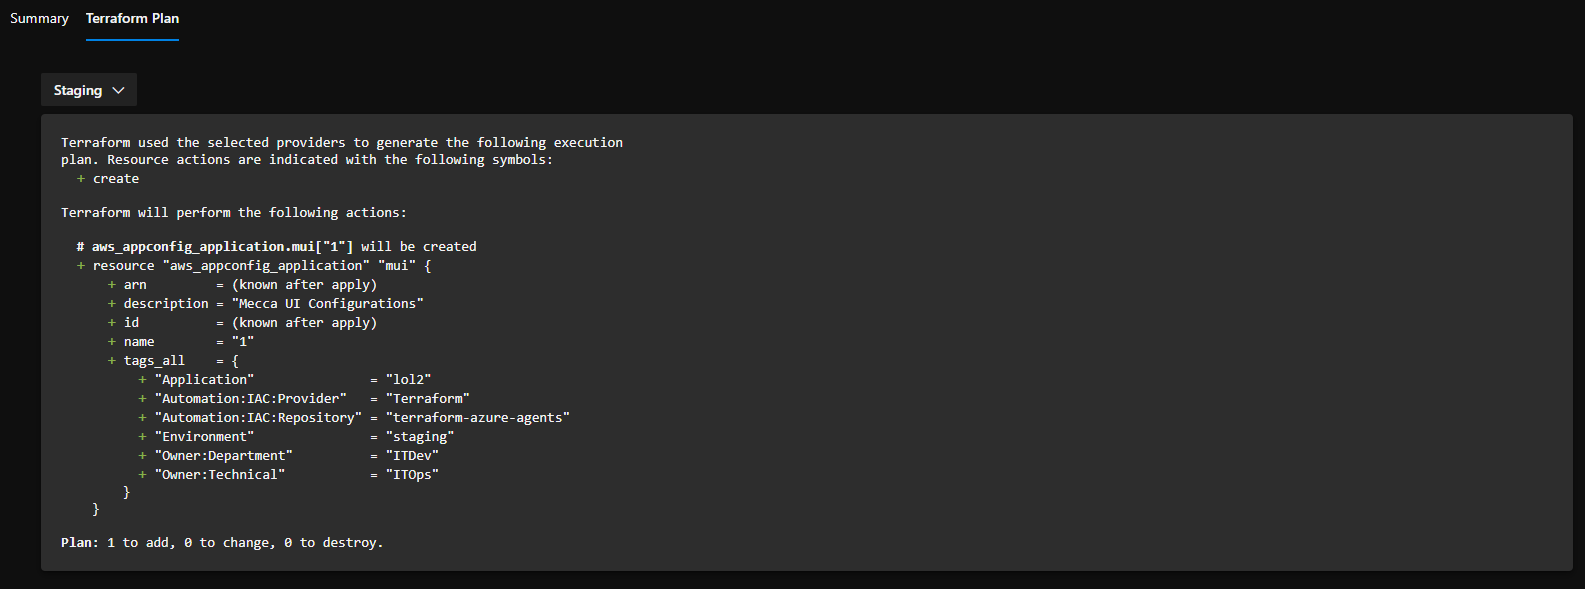 Summary Terraform Plan
Staging
Terraform used the selected providers to generate the following execution
plan. Resource actions are indicated with the following symbols:
+ create
Terraform will perform the following actions:
# aws_appconfig_application.mui["1"] will be created
+ resource "aws_appconfig_application" "mui" {
+ arn = (known after apply)
+ description = "Mecca UI Configurations"
+ id = (known after apply)
+ name = "1"
+ tags_all = {
+ "Application" = "lol2"
+ "Automation:IAC:Provider" = "Terraform"
+ "Automation:IAC:Repository" = "terraform-azure-agents"
+ "Environment" = "staging"
+ "Owner:Department" = "ITDev"
+ "Owner:Technical" = "ITOps"
}
}
Plan: 1 to add, 0 to change, 0 to destroy.